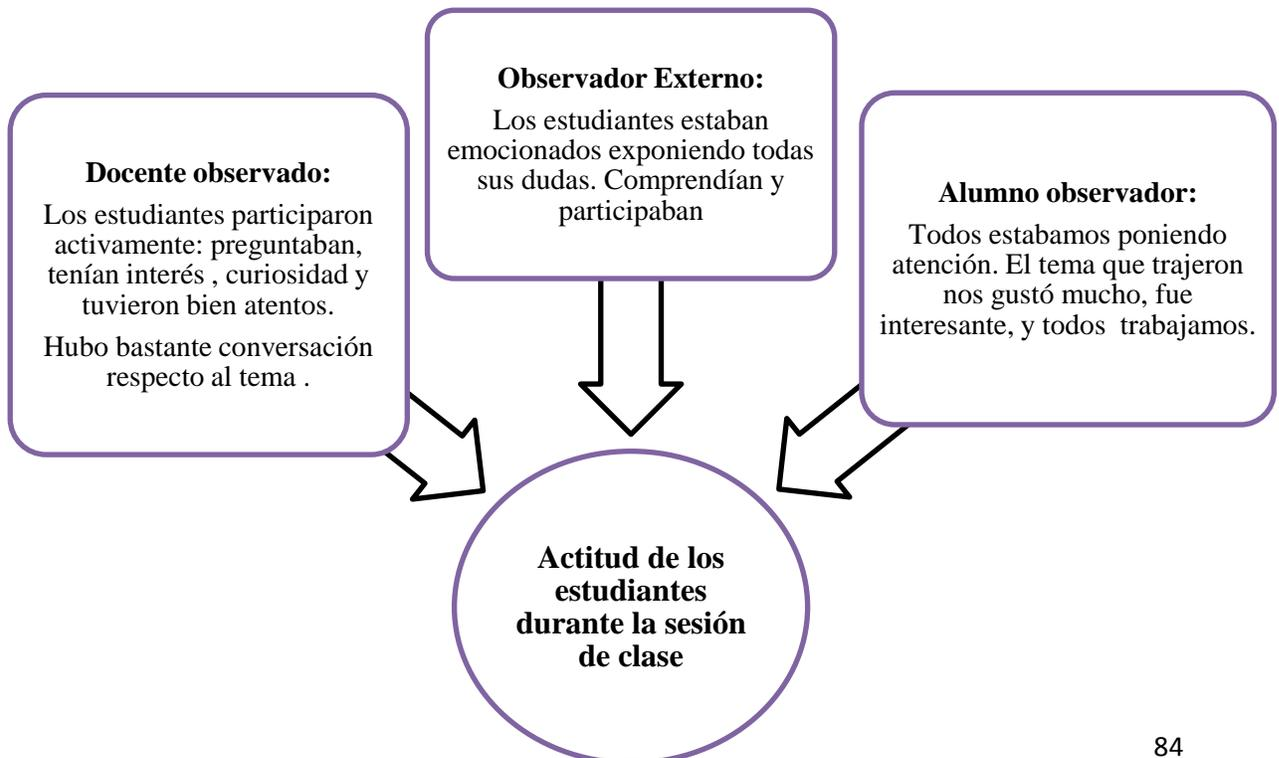 Docente observado:
Los estudiantes participaron
activamente: preguntaban,
tenían interés , curiosidad y
tuvieron bien atentos.
Hubo bastante conversación
respecto al tema .
Observador Externo:
Los estudiantes estaban
emocionados exponiendo todas
sus dudas. Comprendían y
participaban
Alumno observador:
Todos estabamos poniendo
atención. El tema que trajeron
nos gustó mucho, fue
interesante, y todos  trabajamos.
Actitud de los
estudiantes
durante la sesión
de clase
84